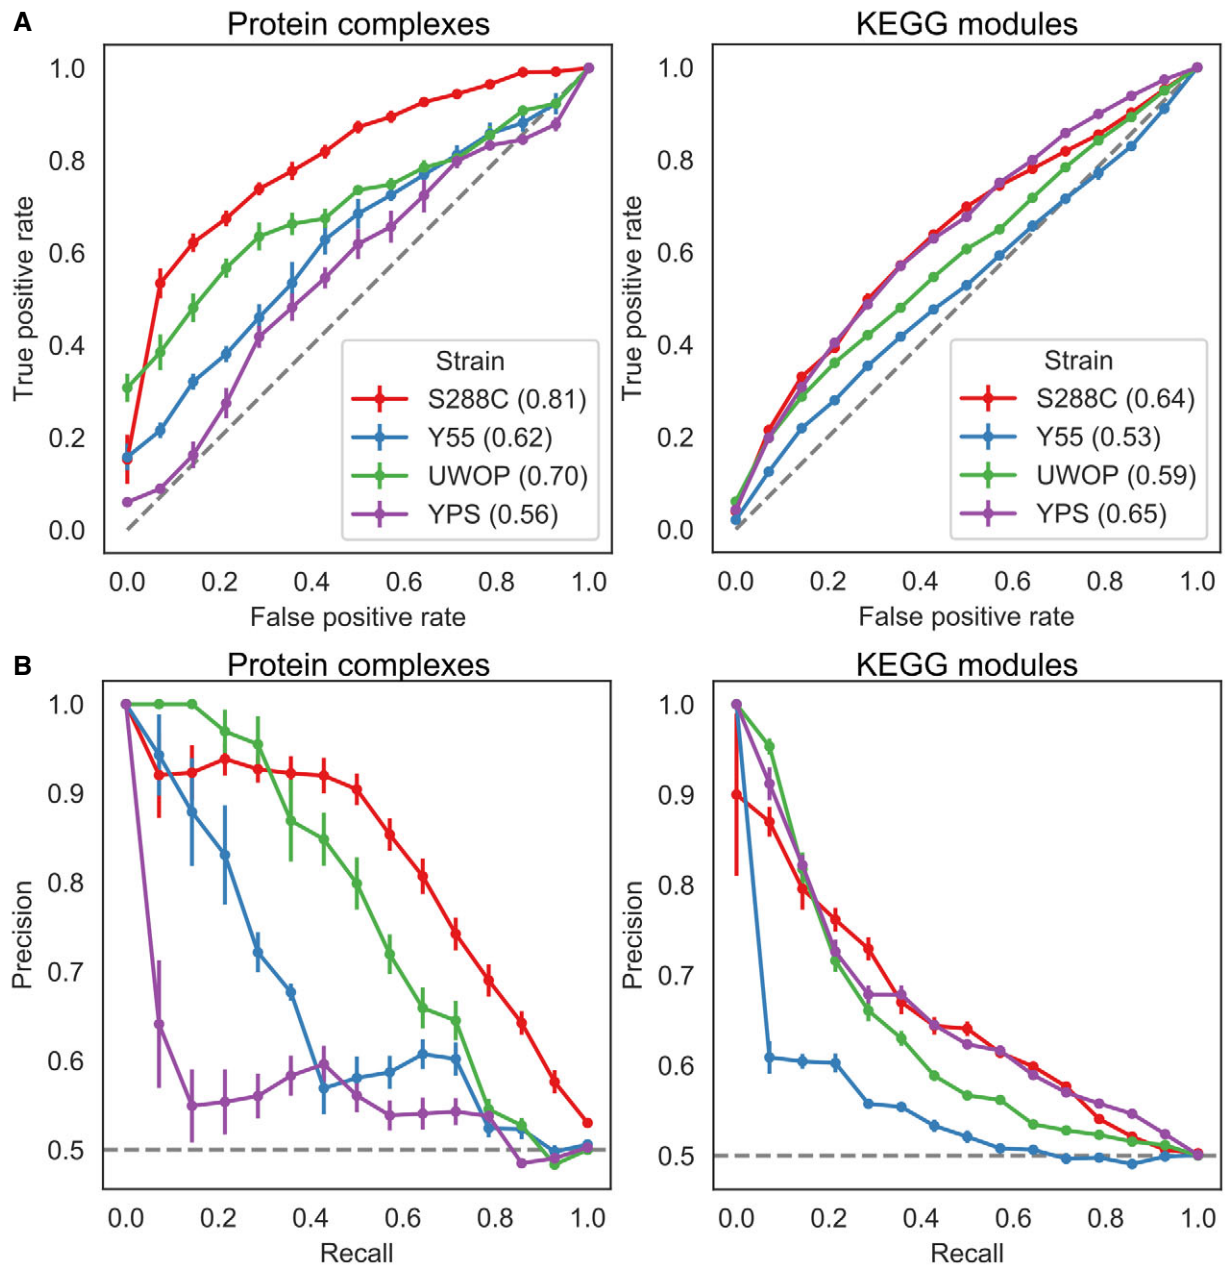 A
Protein complexes
1.0
0.8
0.6
0.4
0.2
0.0
True positive rate
Strain
S288C (0.81)
Y55 (0.62)
UWOP (0.70)
YPS (0.56)
0.0 0.2 0.4 0.6 0.8 1.0
False positive rate
KEGG modules
1.0
0.8
0.6
0.4
0.2
0.0
True positive rate
Strain
S288C (0.64)
Y55 (0.53)
UWOP (0.59)
YPS (0.65)
0.0 0.2 0.4 0.6 0.8 1.0
False positive rate
B
Protein complexes
1.0
0.9
0.8
0.7
0.6
0.5
Precision
0.0 0.2 0.4 0.6 0.8 1.0
Recall
KEGG modules
1.0
0.9
0.8
0.7
0.6
0.5
Precision
0.0 0.2 0.4 0.6 0.8 1.0
Recall